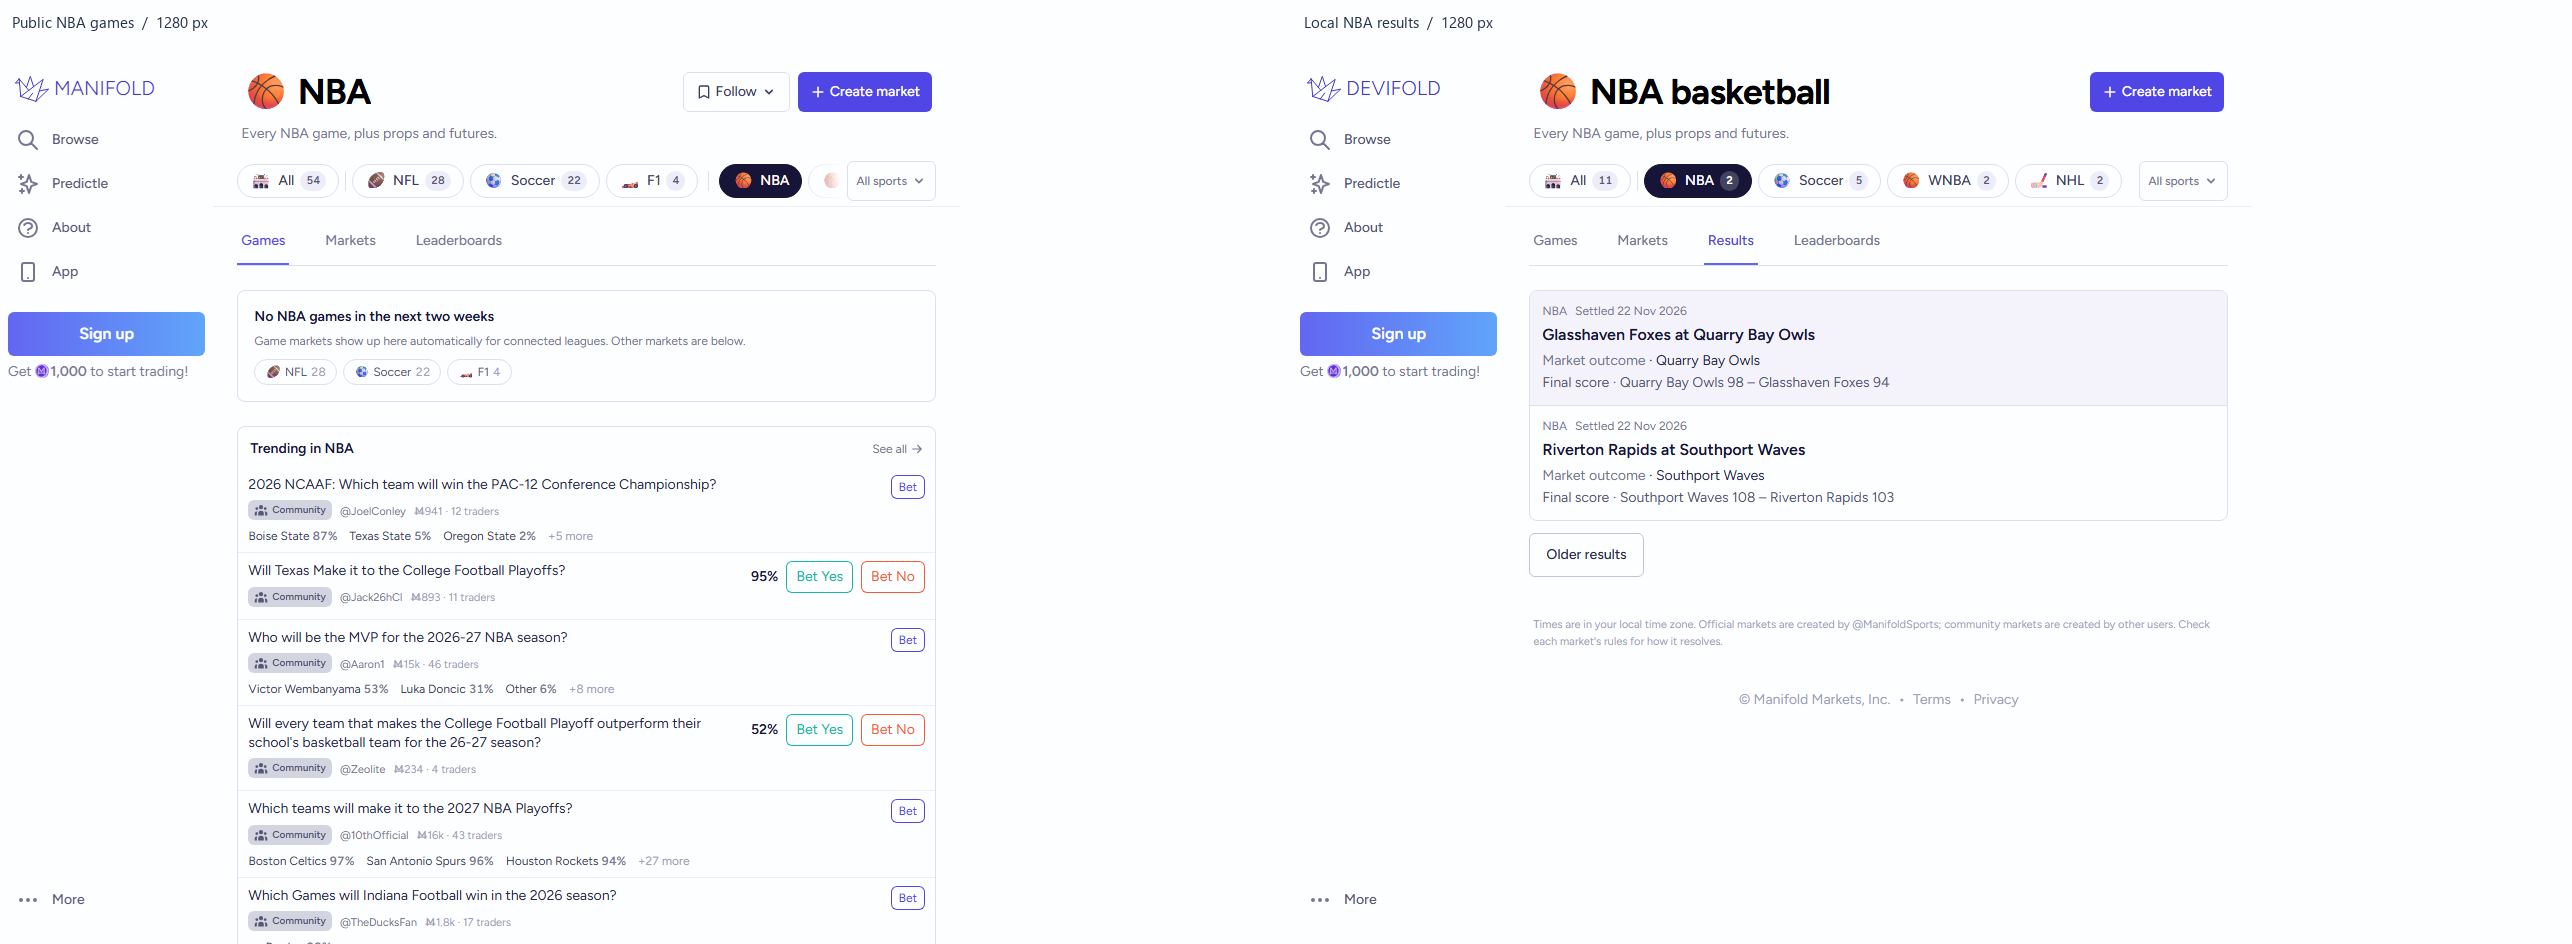 Public NBA games / 1280 px
MANIFOLD
Browse
Predictle
About
App
Sign up
Get 1,000 to start trading!
More
NBA
Follow
Create market
Every NBA game, plus props and futures.
All 54 NFL 28 Soccer 22 F1 4 NBA All sports
Games Markets Leaderboards
No NBA games in the next two weeks
Game markets show up here automatically for connected leagues. Other markets are below.
NFL 28 Soccer 22 F1 4
Trending in NBA See all →
2026 NCAAF: Which team will win the PAC-12 Conference Championship? Bet
Community @JoelConley M941 · 12 traders
Boise State 87% Texas State 5% Oregon State 2% +5 more
Will Texas Make it to the College Football Playoffs? 95% Bet Yes Bet No
Community @Jack26hCl M893 · 11 traders
Who will be the MVP for the 2026-27 NBA season? Bet
Community @Aaron1 M15k · 46 traders
Victor Wembanyama 53% Luka Doncic 31% Other 6% +8 more
Will every team that makes the College Football Playoff outperform their 52% Bet Yes Bet No
school's basketball team for the 26-27 season?
Community @Zeolite M234 · 4 traders
Which teams will make it to the 2027 NBA Playoffs? Bet
Community @10thOfficial M16k · 43 traders
Boston Celtics 97% San Antonio Spurs 96% Houston Rockets 94% +27 more
Which Games will Indiana Football win in the 2026 season? Bet
Community @TheDucksFan M1.8k · 17 traders
Local NBA results / 1280 px
DEVIFOLD
Browse
Predictle
About
App
Sign up
Get 1,000 to start trading!
More
NBA basketball
Create market
Every NBA game, plus props and futures.
All 11 NBA 2 Soccer 5 WNBA 2 NHL 2 All sports
Games Markets Results Leaderboards
NBA Settled 22 Nov 2026
Glasshaven Foxes at Quarry Bay Owls
Market outcome · Quarry Bay Owls
Final score · Quarry Bay Owls 98 – Glasshaven Foxes 94
NBA Settled 22 Nov 2026
Riverton Rapids at Southport Waves
Market outcome · Southport Waves
Final score · Southport Waves 108 – Riverton Rapids 103
Older results
Times are in your local time zone. Official markets are created by @ManifoldSports; community markets are created by other users. Check
each market's rules for how it resolves.
© Manifold Markets, Inc. • Terms • Privacy